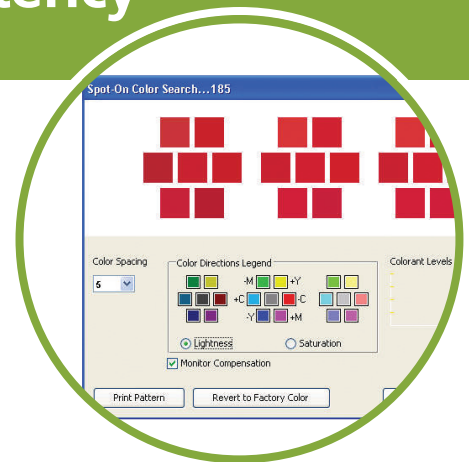 Spot-On Color Search...185
Color Spacing
5
Color Directions Legend
-M +Y
+C -C
-Y +M
Lightness
Saturation
Monitor Compensation
Colorant Levels
Print Pattern
Revert to Factory Color